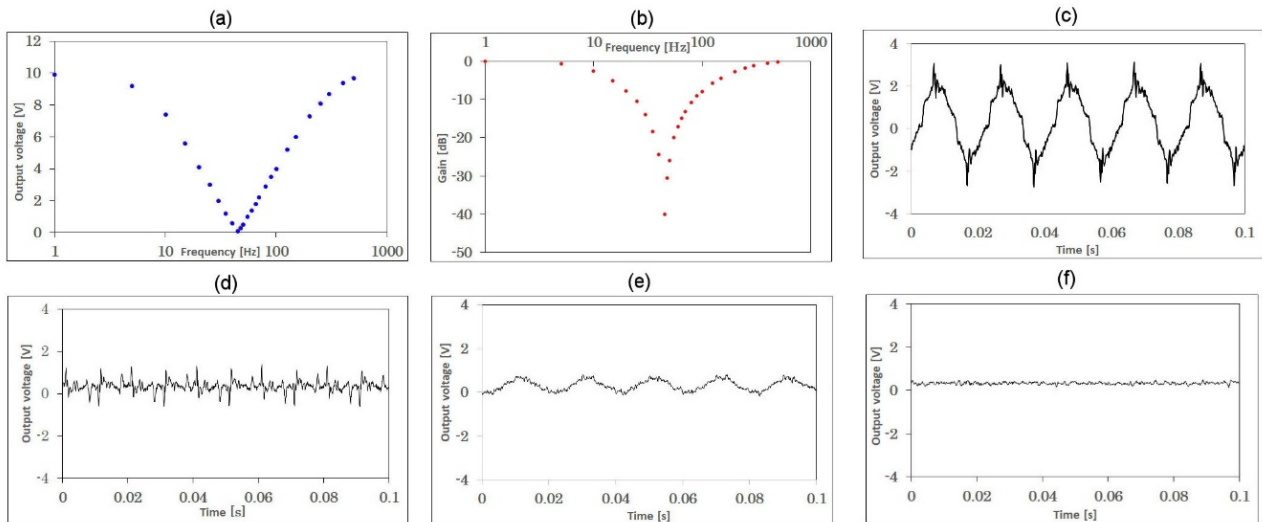 (a)
12
10
8
6
4
2
0
Output voltage [V]
1 10 100 1000
Frequency [Hz]
(b)
Frequency [Hz]
1 10 100 1000
0
-10
-20
-30
-40
-50
Gain [dB]
(c)
4
2
0
-2
-4
Output voltage [V]
0 0.02 0.04 0.06 0.08 0.1
Time [s]
(d)
4
2
0
-2
-4
Output voltage [V]
0 0.02 0.04 0.06 0.08 0.1
Time [s]
(e)
4
2
0
-2
-4
Output voltage [V]
0 0.02 0.04 0.06 0.08 0.1
Time [s]
(f)
4
2
0
-2
-4
Output voltage [V]
0 0.02 0.04 0.06 0.08 0.1
Time [s]